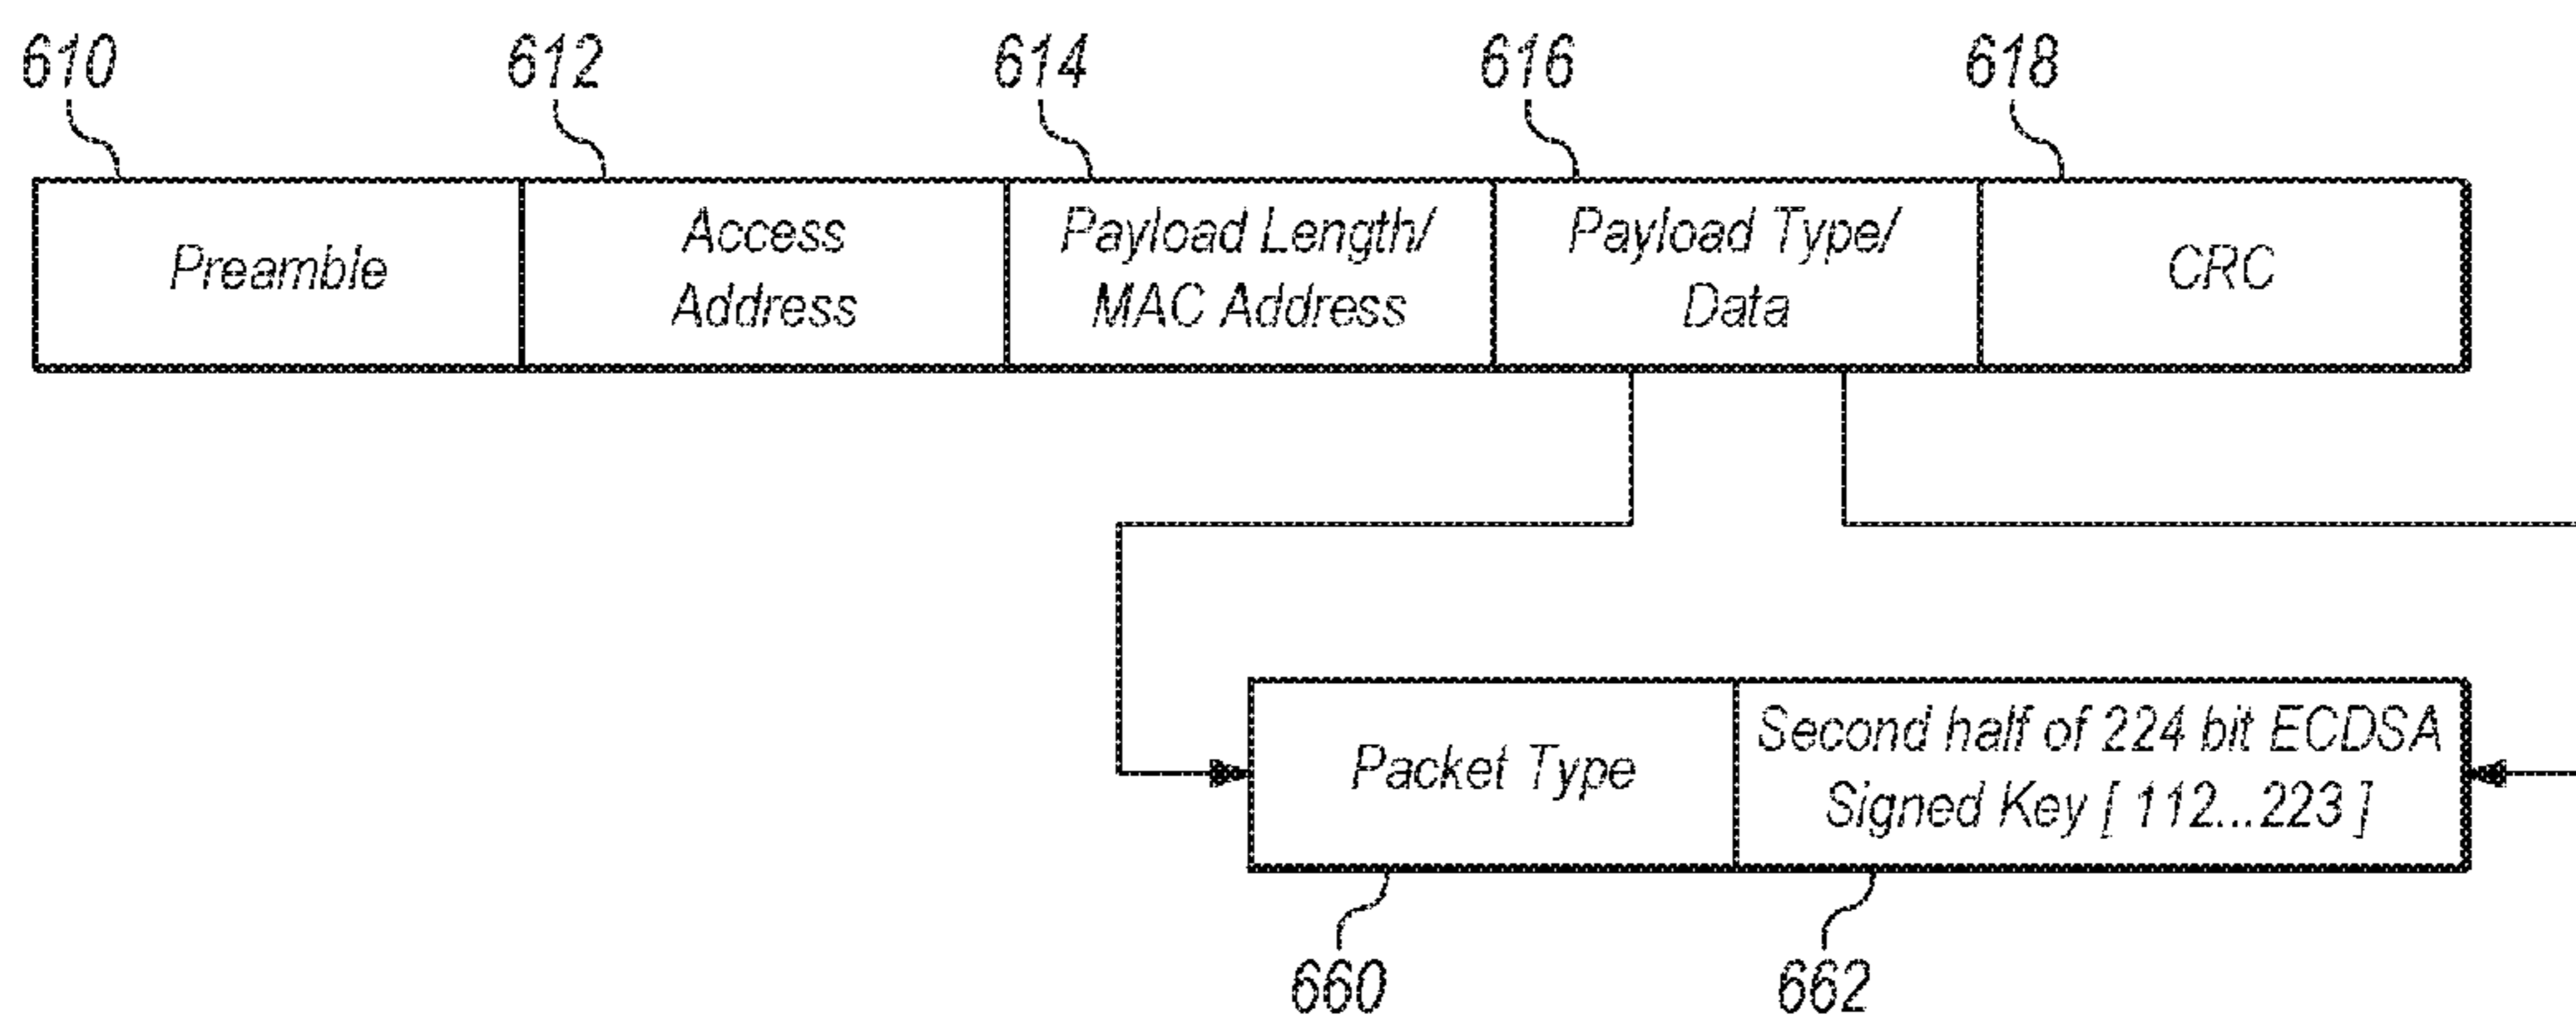 610 612 614 616 618
Preamble
Access
Address
Payload Length/
MAC Address
Payload Type/
Data
CRC
Packet Type
Second half of 224 bit ECDSA
Signed Key [ 112...223 ]
660 662